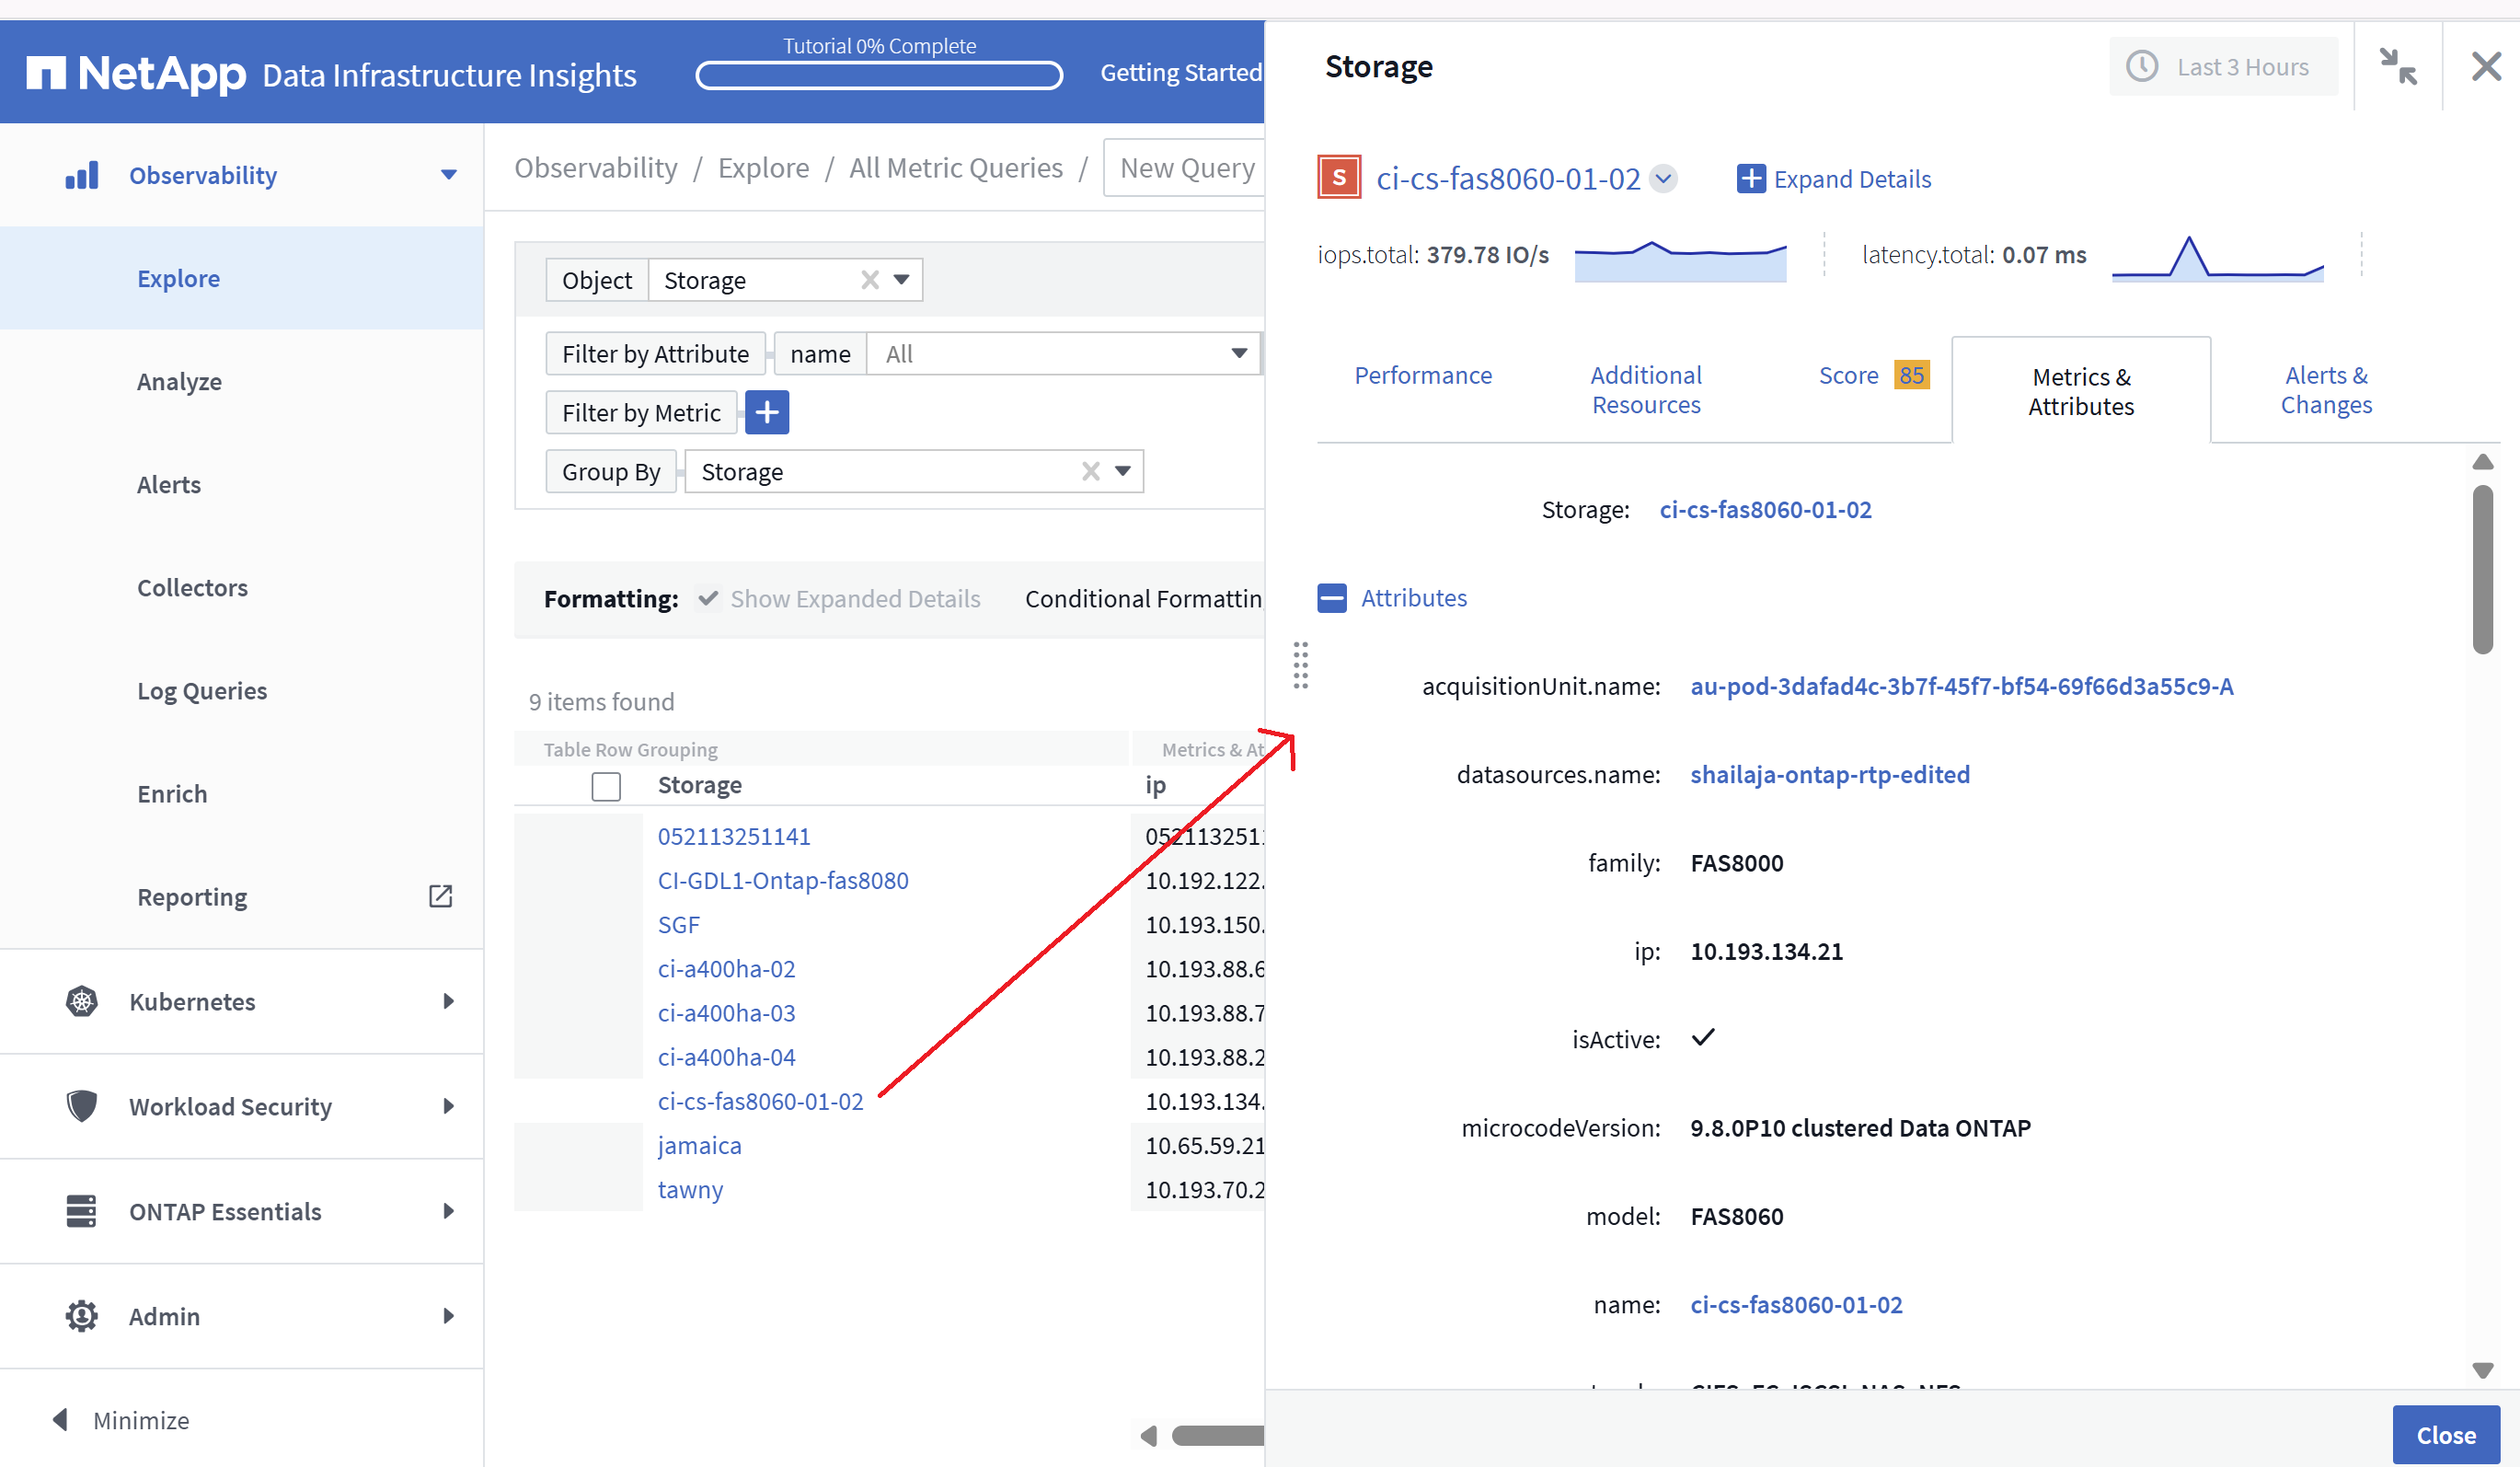 Tutorial 0% Complete
NetApp Data Infrastructure Insights
Getting Started
Observability
Explore
Analyze
Alerts
Collectors
Log Queries
Enrich
Reporting
Kubernetes
Workload Security
ONTAP Essentials
Admin
Minimize
Observability / Explore / All Metric Queries / New Query
Object Storage
Filter by Attribute name All
Filter by Metric
Group By Storage
Formatting: Show Expanded Details Conditional Formattin
9 items found
Table Row Grouping Metrics & At
Storage ip
052113251141 0521132511
CI-GDL1-Ontap-fas8080 10.192.122.
SGF 10.193.150.
ci-a400ha-02 10.193.88.6
ci-a400ha-03 10.193.88.7
ci-a400ha-04 10.193.88.2
ci-cs-fas8060-01-02 10.193.134.
jamaica 10.65.59.21
tawny 10.193.70.2
Storage
Last 3 Hours
S ci-cs-fas8060-01-02 Expand Details
iops.total: 379.78 IO/s latency.total: 0.07 ms
Performance
Additional
Resources
Score 85
Metrics &
Attributes
Alerts &
Changes
Storage: ci-cs-fas8060-01-02
Attributes
acquisitionUnit.name: au-pod-3dafad4c-3b7f-45f7-bf54-69f66d3a55c9-A
datasources.name: shailaja-ontap-rtp-edited
family: FAS8000
ip: 10.193.134.21
isActive:
microcodeVersion: 9.8.0P10 clustered Data ONTAP
model: FAS8060
name: ci-cs-fas8060-01-02
Close